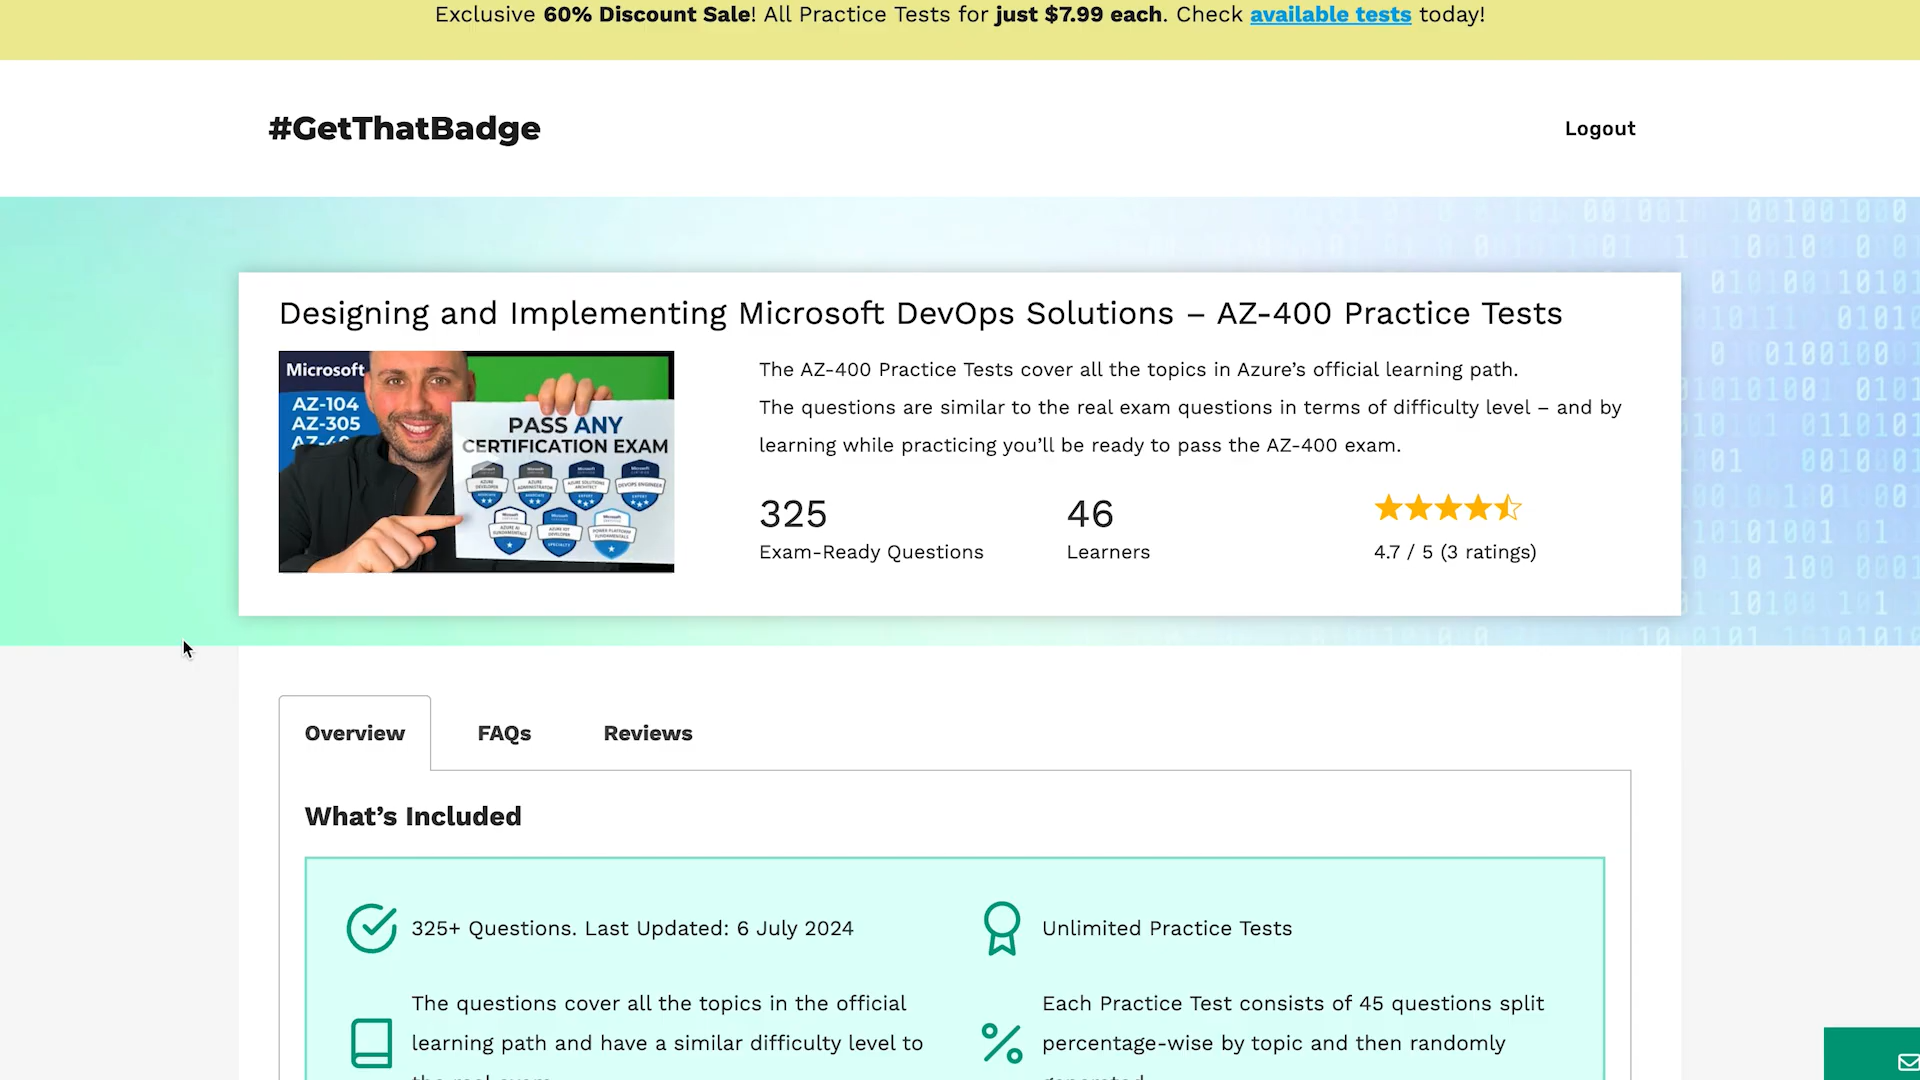 Exclusive 60% Discount Sale! All Practice Tests for just $7.99 each. Check available tests today!
#GetThatBadge
Logout
Designing and Implementing Microsoft DevOps Solutions – AZ-400 Practice Tests
Microsoft
AZ-104
AZ-305
PASS ANY
CERTIFICATION EXAM
The AZ-400 Practice Tests cover all the topics in Azure’s official learning path.
The questions are similar to the real exam questions in terms of difficulty level – and by
learning while practicing you’ll be ready to pass the AZ-400 exam.
325
Exam-Ready Questions
46
Learners
4.7 / 5 (3 ratings)
Overview
FAQs
Reviews
What’s Included
325+ Questions. Last Updated: 6 July 2024
Unlimited Practice Tests
The questions cover all the topics in the official
learning path and have a similar difficulty level to
Each Practice Test consists of 45 questions split
percentage-wise by topic and then randomly